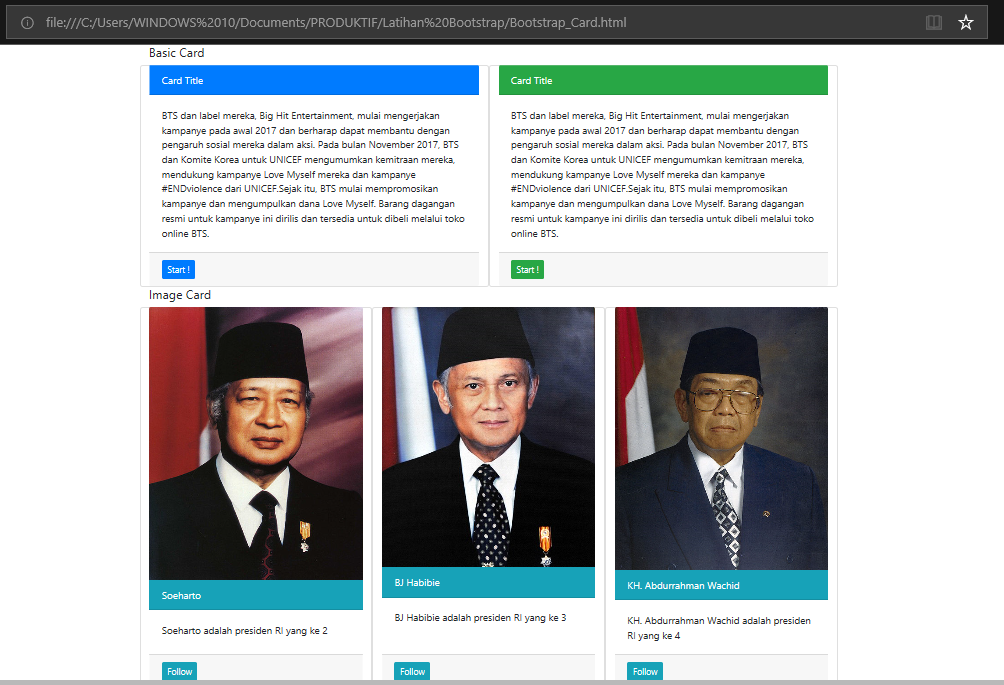 file:///C:/Users/WINDOWS%2010/Documents/PRODUKTIF/Latihan%20Bootstrap/Bootstrap_Card.html
Basic Card
Card Title
BTS dan label mereka, Big Hit Entertainment, mulai mengerjakan
kampanye pada awal 2017 dan berharap dapat membantu dengan
pengaruh sosial mereka dalam aksi. Pada bulan November 2017, BTS
dan Komite Korea untuk UNICEF mengumumkan kemitraan mereka,
mendukung kampanye Love Myself mereka dan kampanye
#ENDviolence dari UNICEF.Sejak itu, BTS mulai mempromosikan
kampanye dan mengumpulkan dana Love Myself. Barang dagangan
resmi untuk kampanye ini dirilis dan tersedia untuk dibeli melalui toko
online BTS.
Start !
Card Title
BTS dan label mereka, Big Hit Entertainment, mulai mengerjakan
kampanye pada awal 2017 dan berharap dapat membantu dengan
pengaruh sosial mereka dalam aksi. Pada bulan November 2017, BTS
dan Komite Korea untuk UNICEF mengumumkan kemitraan mereka,
mendukung kampanye Love Myself mereka dan kampanye
#ENDviolence dari UNICEF.Sejak itu, BTS mulai mempromosikan
kampanye dan mengumpulkan dana Love Myself. Barang dagangan
resmi untuk kampanye ini dirilis dan tersedia untuk dibeli melalui toko
online BTS.
Start !
Image Card
Soeharto
Soeharto adalah presiden RI yang ke 2
Follow
BJ Habibie
BJ Habibie adalah presiden RI yang ke 3
Follow
KH. Abdurrahman Wachid
KH. Abdurrahman Wachid adalah presiden
RI yang ke 4
Follow